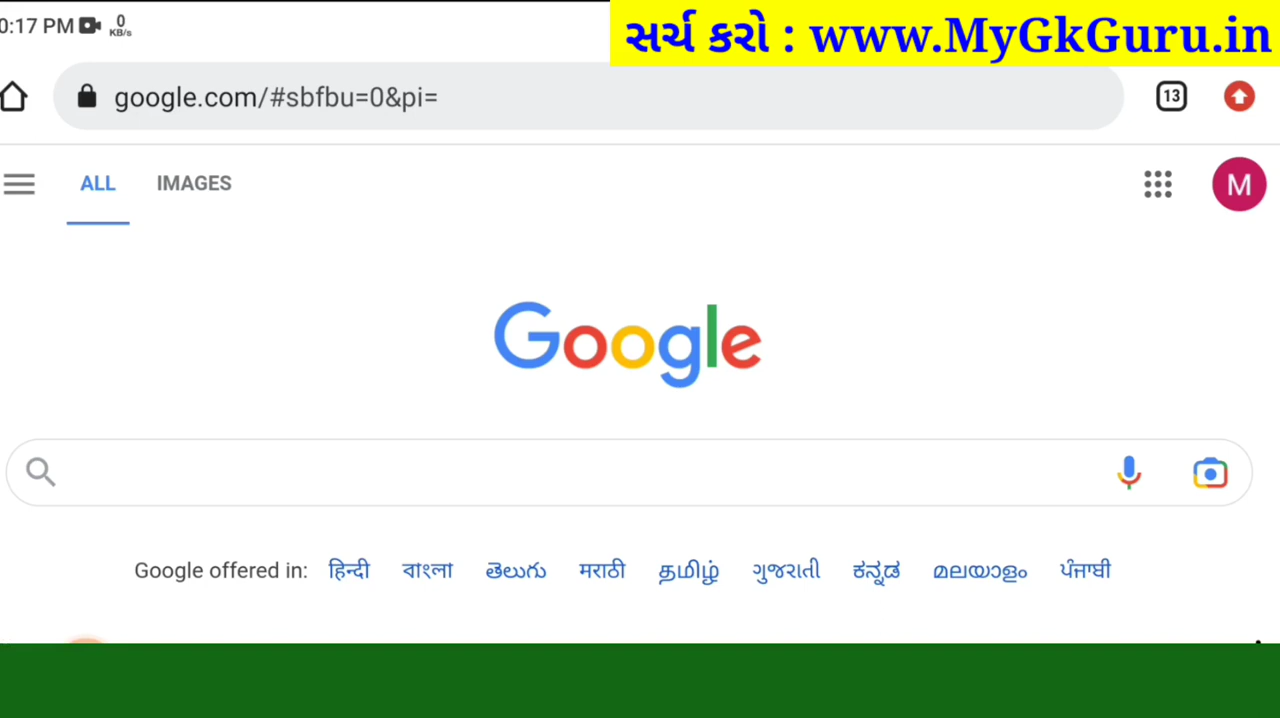 0:17 PM 0 KB/s
સર્ચ કરો : www.MyGkGuru.in
google.com/#sbfbu=0&pi=
13
ALL IMAGES
M
Google
Google offered in: हिन्दी বাংলা తెలుగు मराठी தமிழ் ગુજરાતી ಕನ್ನಡ മലയാളം ਪੰਜਾਬੀ